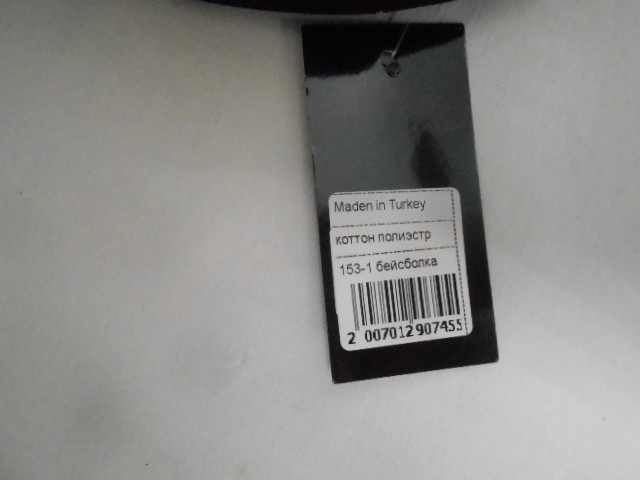 Maden in Turkey
коттон полиэстр
153-1 бейсболка
2 007012 907455